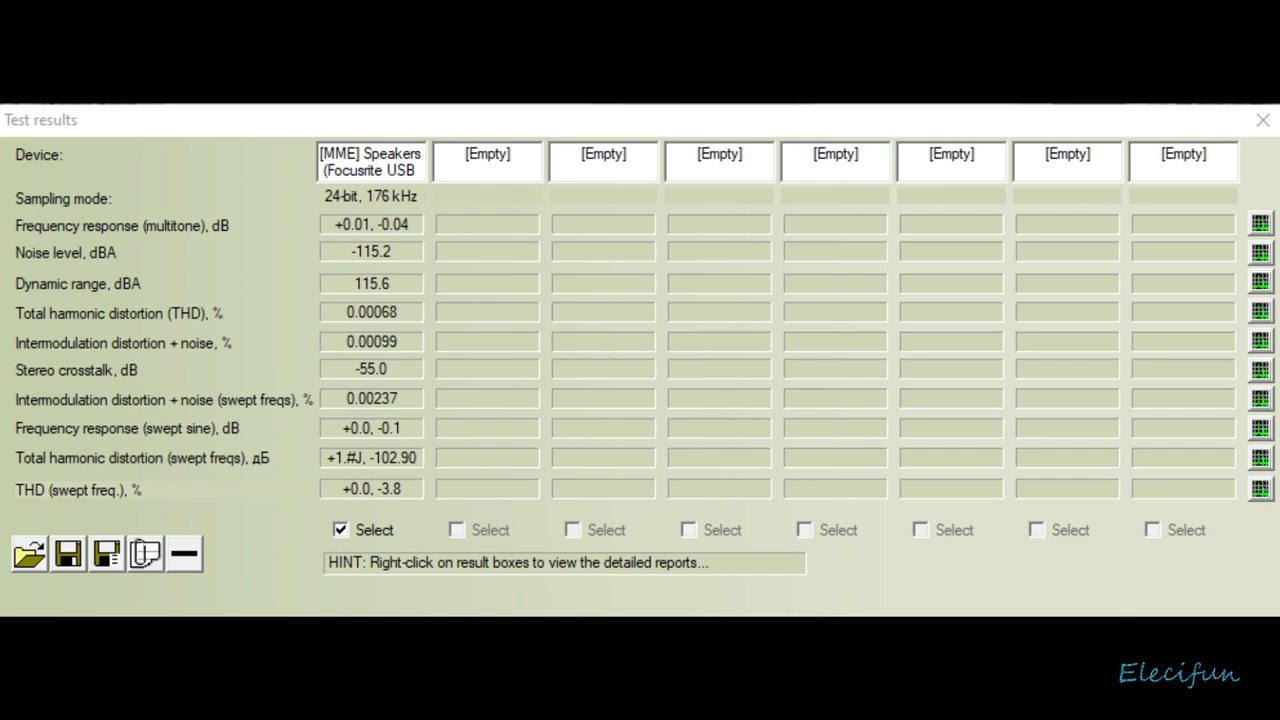 Test results
Device:
[MME] Speakers
(Focusrite USB
[Empty]
[Empty]
[Empty]
[Empty]
[Empty]
[Empty]
[Empty]
Sampling mode:
24-bit, 176 kHz
Frequency response (multitone), dB
+0.01, -0.04
Noise level, dBA
-115.2
Dynamic range, dBA
115.6
Total harmonic distortion (THD), %
0.00068
Intermodulation distortion + noise, %
0.00099
Stereo crosstalk, dB
-55.0
Intermodulation distortion + noise (swept freqs), %
0.00237
Frequency response (swept sine), dB
+0.0, -0.1
Total harmonic distortion (swept freqs), дБ
+1.#J, -102.90
THD (swept freq.), %
+0.0, -3.8
Select
Select
Select
Select
Select
Select
Select
Select
HINT: Right-click on result boxes to view the detailed reports...
Elecifun